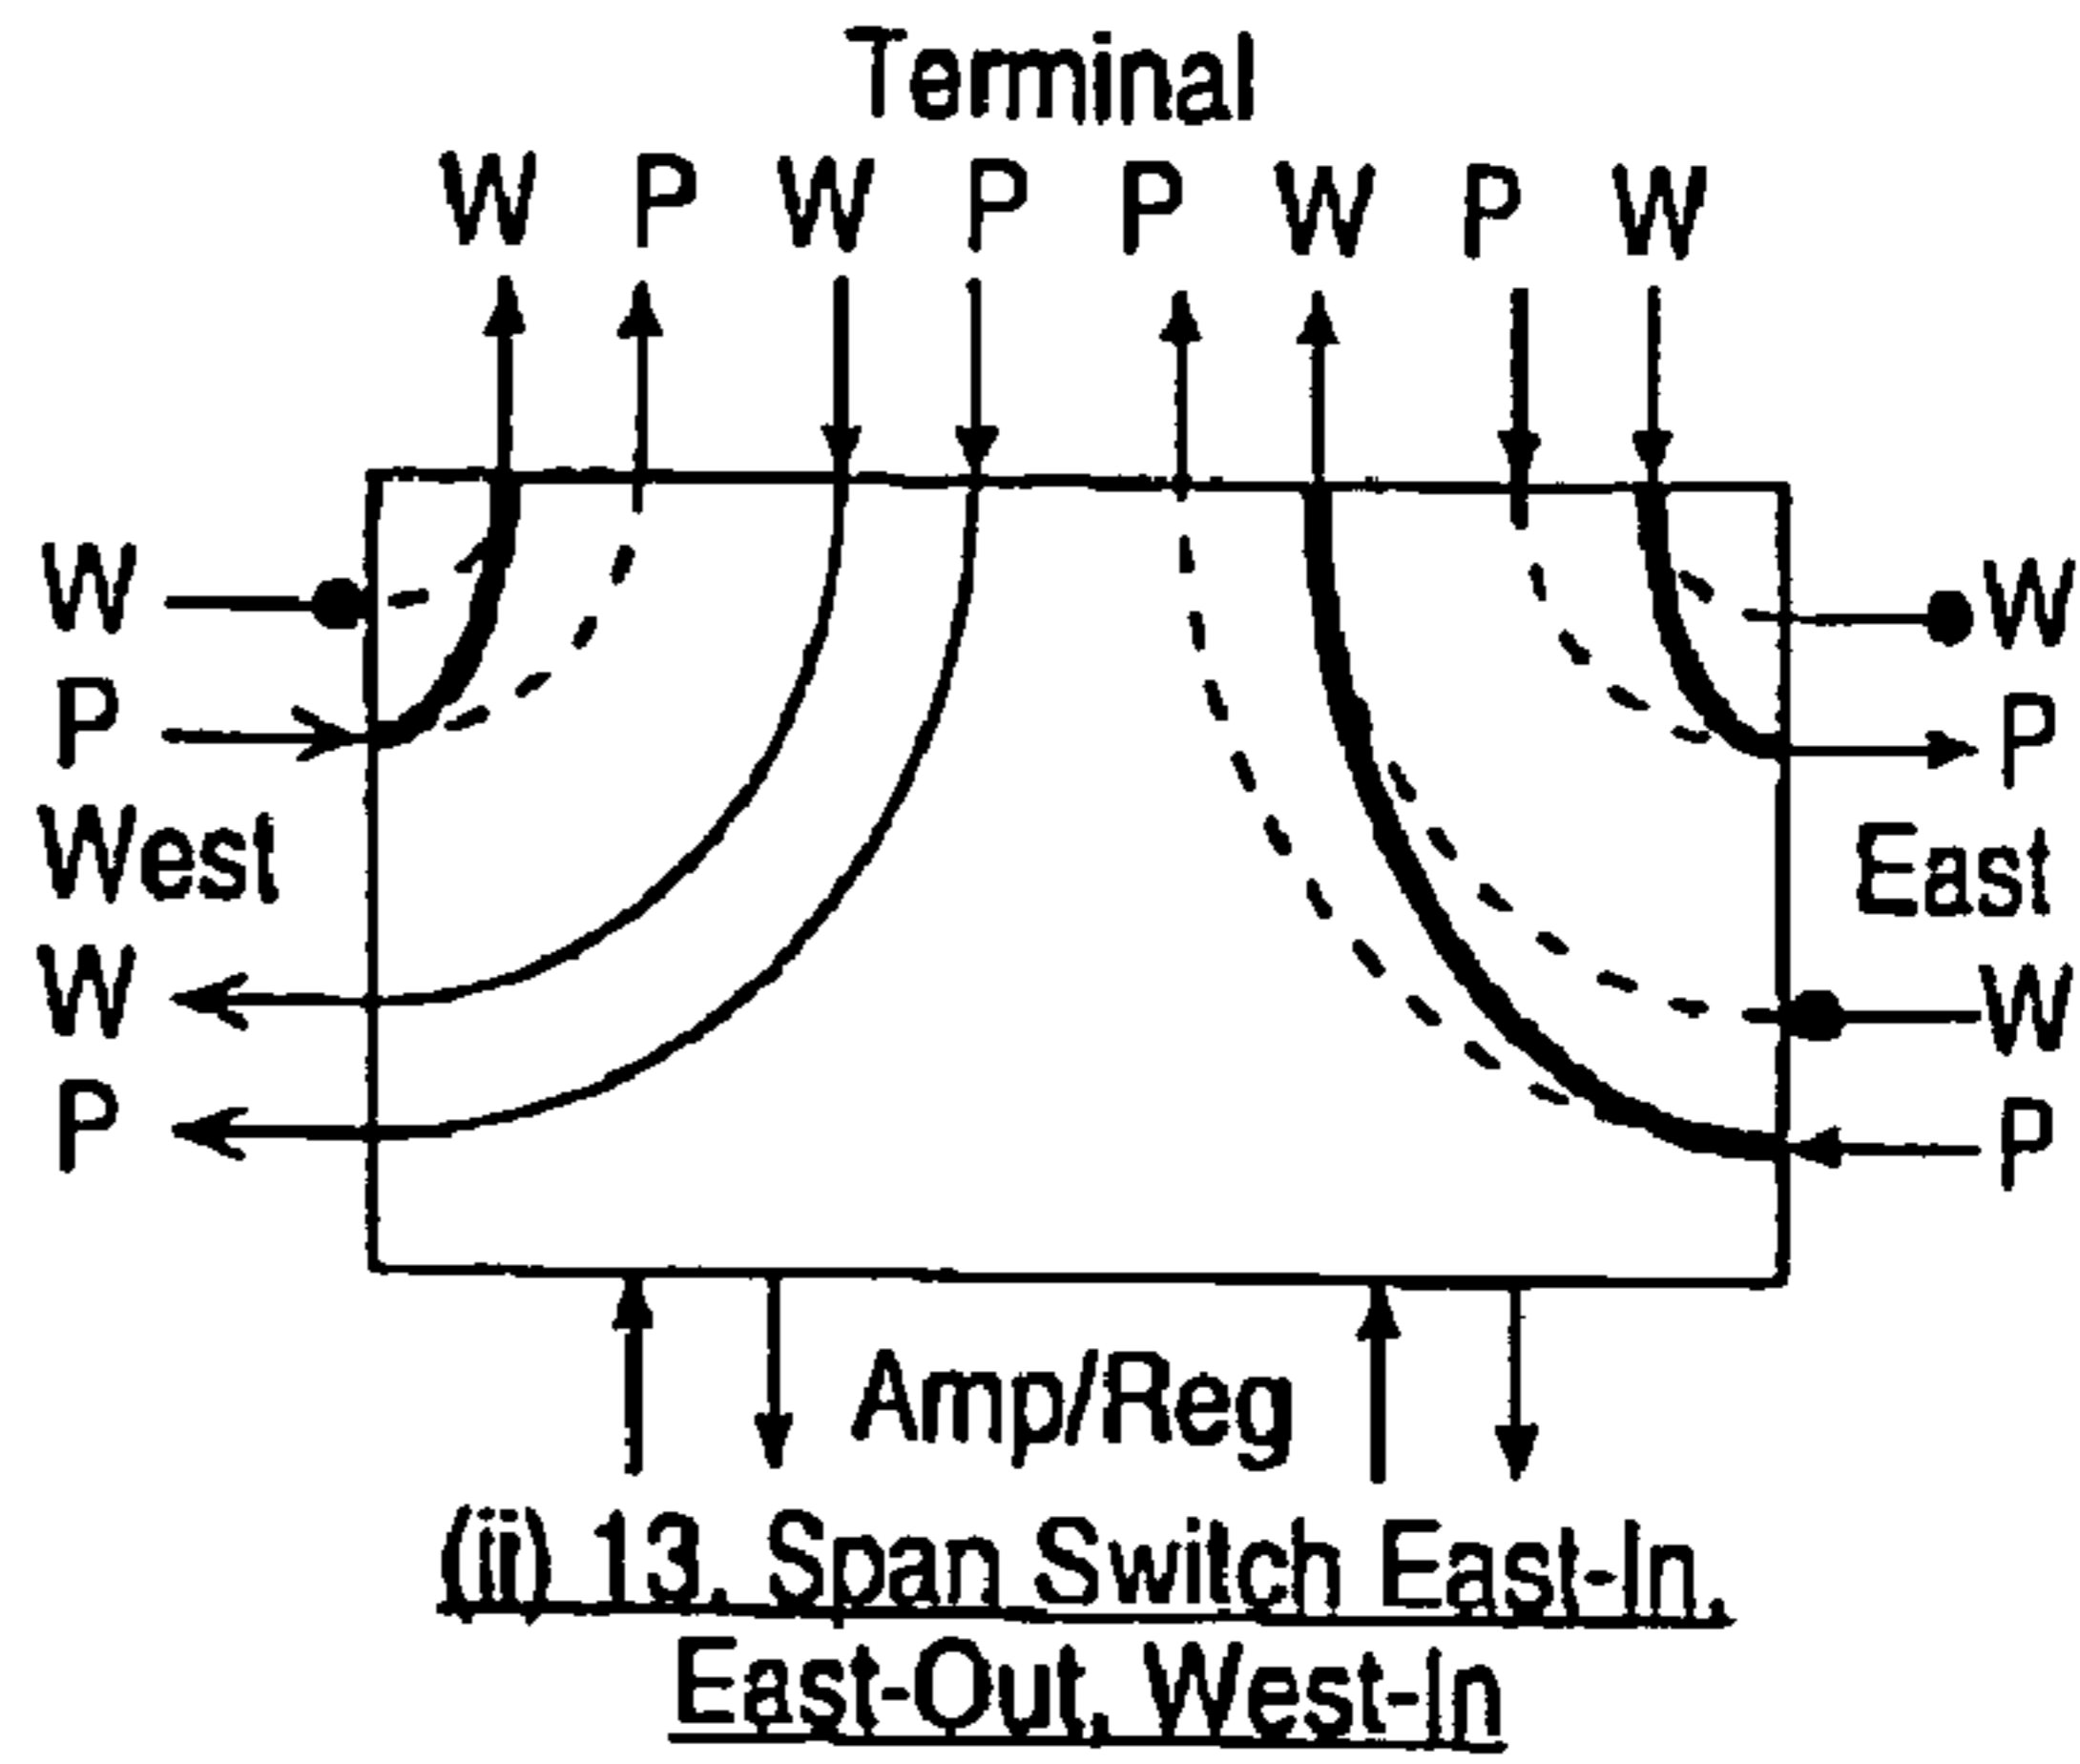 Terminal
W P W P P W P W
W W
P P
West East
W W
P P
Amp/Reg
(ii) 13. Span Switch East-In,
East-Out, West-In